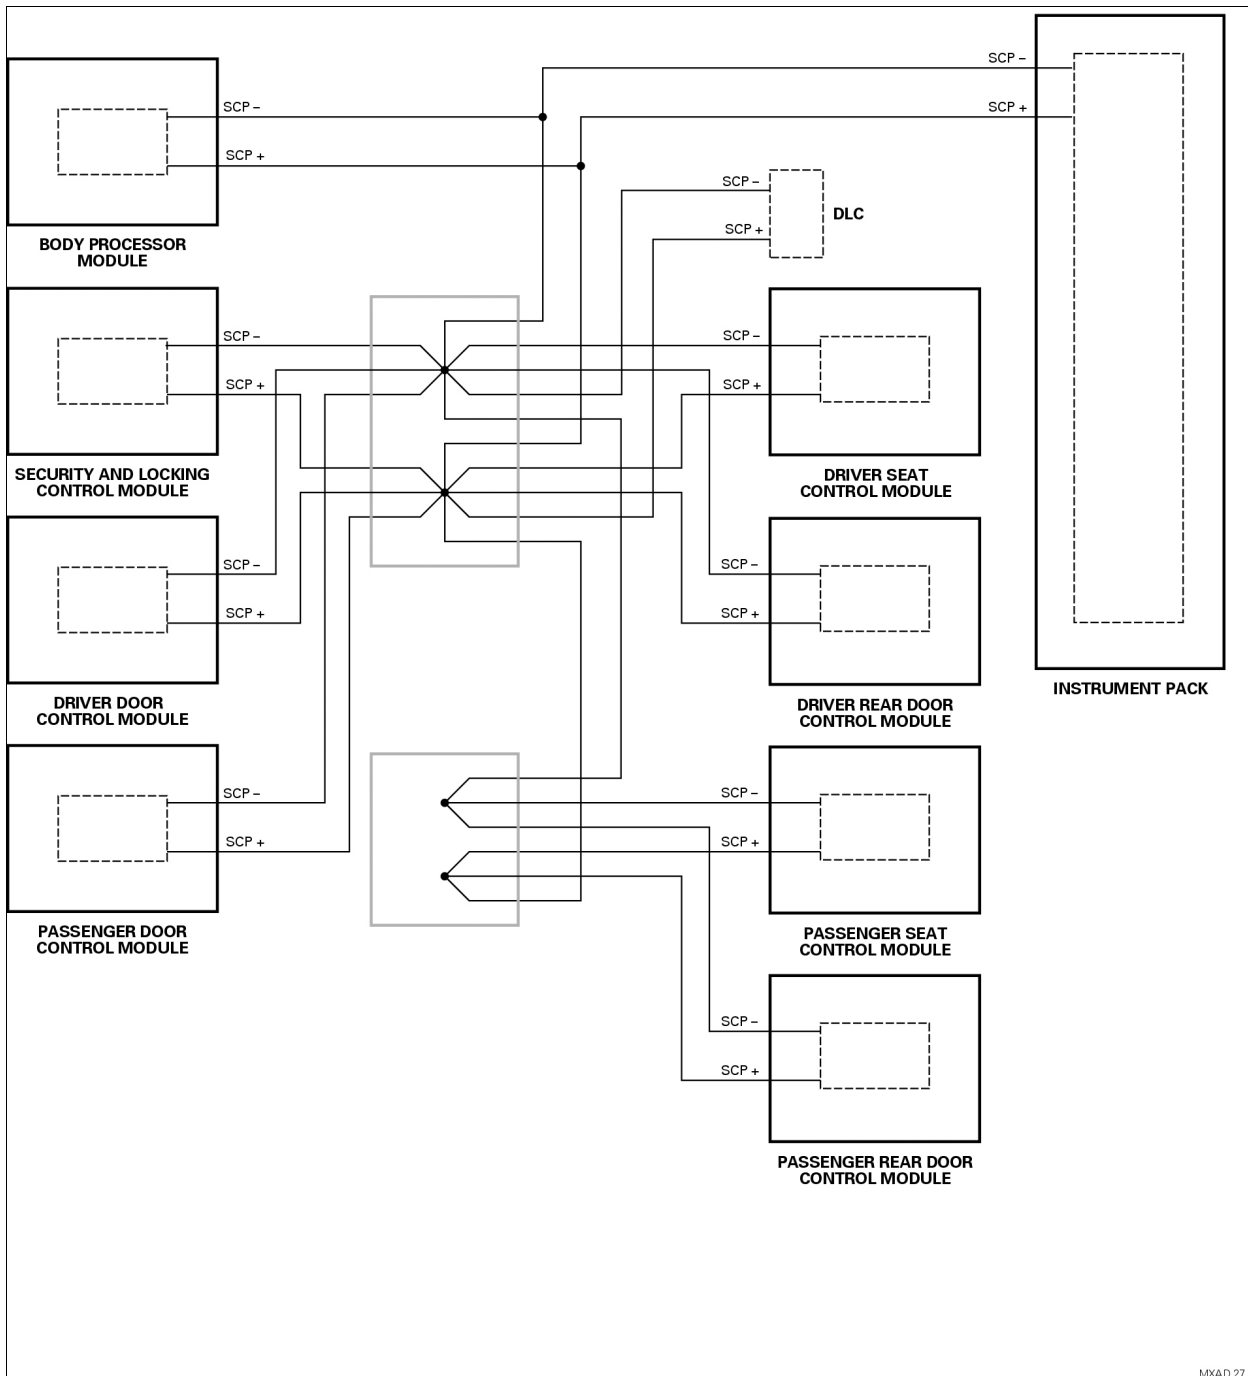 SCP –
SCP +
BODY PROCESSOR
MODULE
SCP –
SCP +
INSTRUMENT PACK
SCP –
SCP +
DLC
SCP –
SCP +
SECURITY AND LOCKING
CONTROL MODULE
SCP –
SCP +
DRIVER SEAT
CONTROL MODULE
SCP –
SCP +
DRIVER DOOR
CONTROL MODULE
SCP –
SCP +
DRIVER REAR DOOR
CONTROL MODULE
SCP –
SCP +
PASSENGER DOOR
CONTROL MODULE
SCP –
SCP +
PASSENGER SEAT
CONTROL MODULE
SCP –
SCP +
PASSENGER REAR DOOR
CONTROL MODULE
MXAD 27